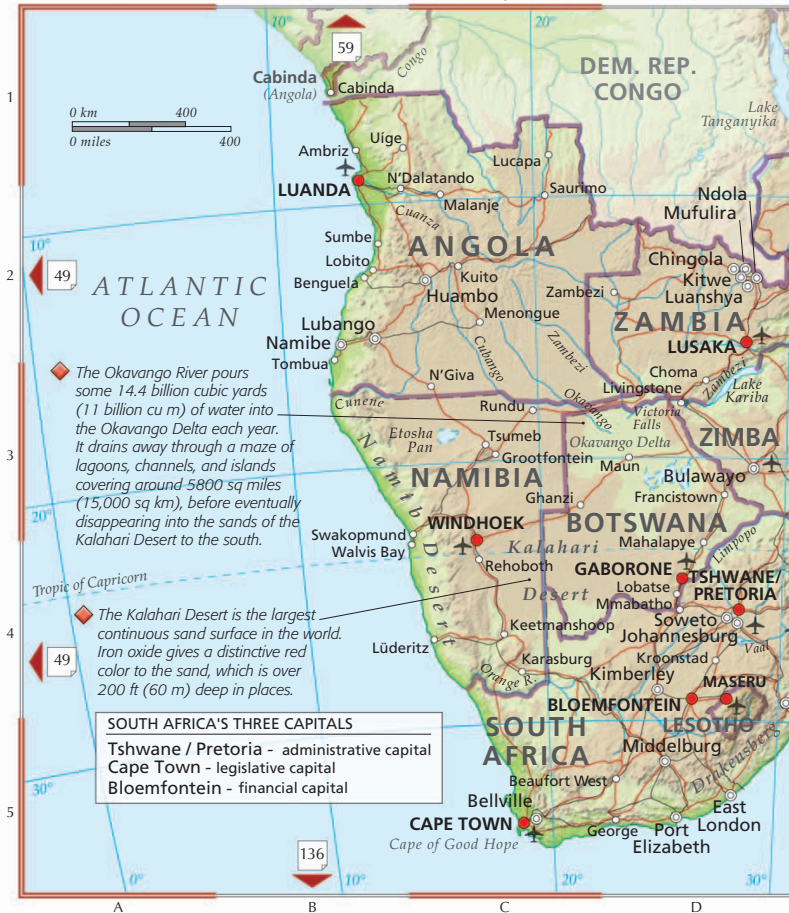 10°
20°
59
Congo
DEM. REP.
CONGO
Cabinda
(Angola)
Cabinda
1
Lake
Tanganyika
0 km 400
0 miles 400
Uíge
Ambriz
Lucapa
N'Dalatando
LUANDA
Malanje
Saurimo
Ndola
Mufulira
Cuanza
10°
Sumbe
ANGOLA
Chingola
2
49
Lobito
Kitwe
Benguela
Kuito
Zambezi
Luanshya
ATLANTIC
OCEAN
Huambo
Menongue
ZAMBIA
Lubango
Namibe
LUSAKA
Tombua
Cubango
Zambezi
Choma
Zambezi
N'Giva
Livingstone
Lake
Kariba
The Okavango River pours
some 14.4 billion cubic yards
(11 billion cu m) of water into
the Okavango Delta each year.
It drains away through a maze of
lagoons, channels, and islands
covering around 5800 sq miles
(15,000 sq km), before eventually
disappearing into the sands of the
Kalahari Desert to the south.
Cunene
Rundu
Okavango
Victoria
Falls
Etosha
Pan
Tsumeb
Okavango Delta
ZIMBA
3
Grootfontein
Maun
NAMIBIA
Bulawayo
Ghanzi
Francistown
20°
Namib Desert
WINDHOEK
BOTSWANA
Swakopmund
Walvis Bay
Kalahari
Desert
Mahalapye
Limpopo
Rehoboth
GABORONE
TSHWANE/
PRETORIA
Tropic of Capricorn
Lobatse
Mmabatho
The Kalahari Desert is the largest
continuous sand surface in the world.
Iron oxide gives a distinctive red
color to the sand, which is over
200 ft (60 m) deep in places.
4
49
Keetmanshoop
Soweto
Johannesburg
Lüderitz
Vaal
Karasburg
Kroonstad
Orange R.
Kimberley
MASERU
BLOEMFONTEIN
SOUTH AFRICA'S THREE CAPITALS
Tshwane / Pretoria - administrative capital
Cape Town - legislative capital
Bloemfontein - financial capital
SOUTH
AFRICA
LESOTHO
Middelburg
Drakensberg
Beaufort West
30°
5
Bellville
East
London
CAPE TOWN
George
Port
Elizabeth
Cape of Good Hope
136
0°
10°
20°
30°
A
B
C
D